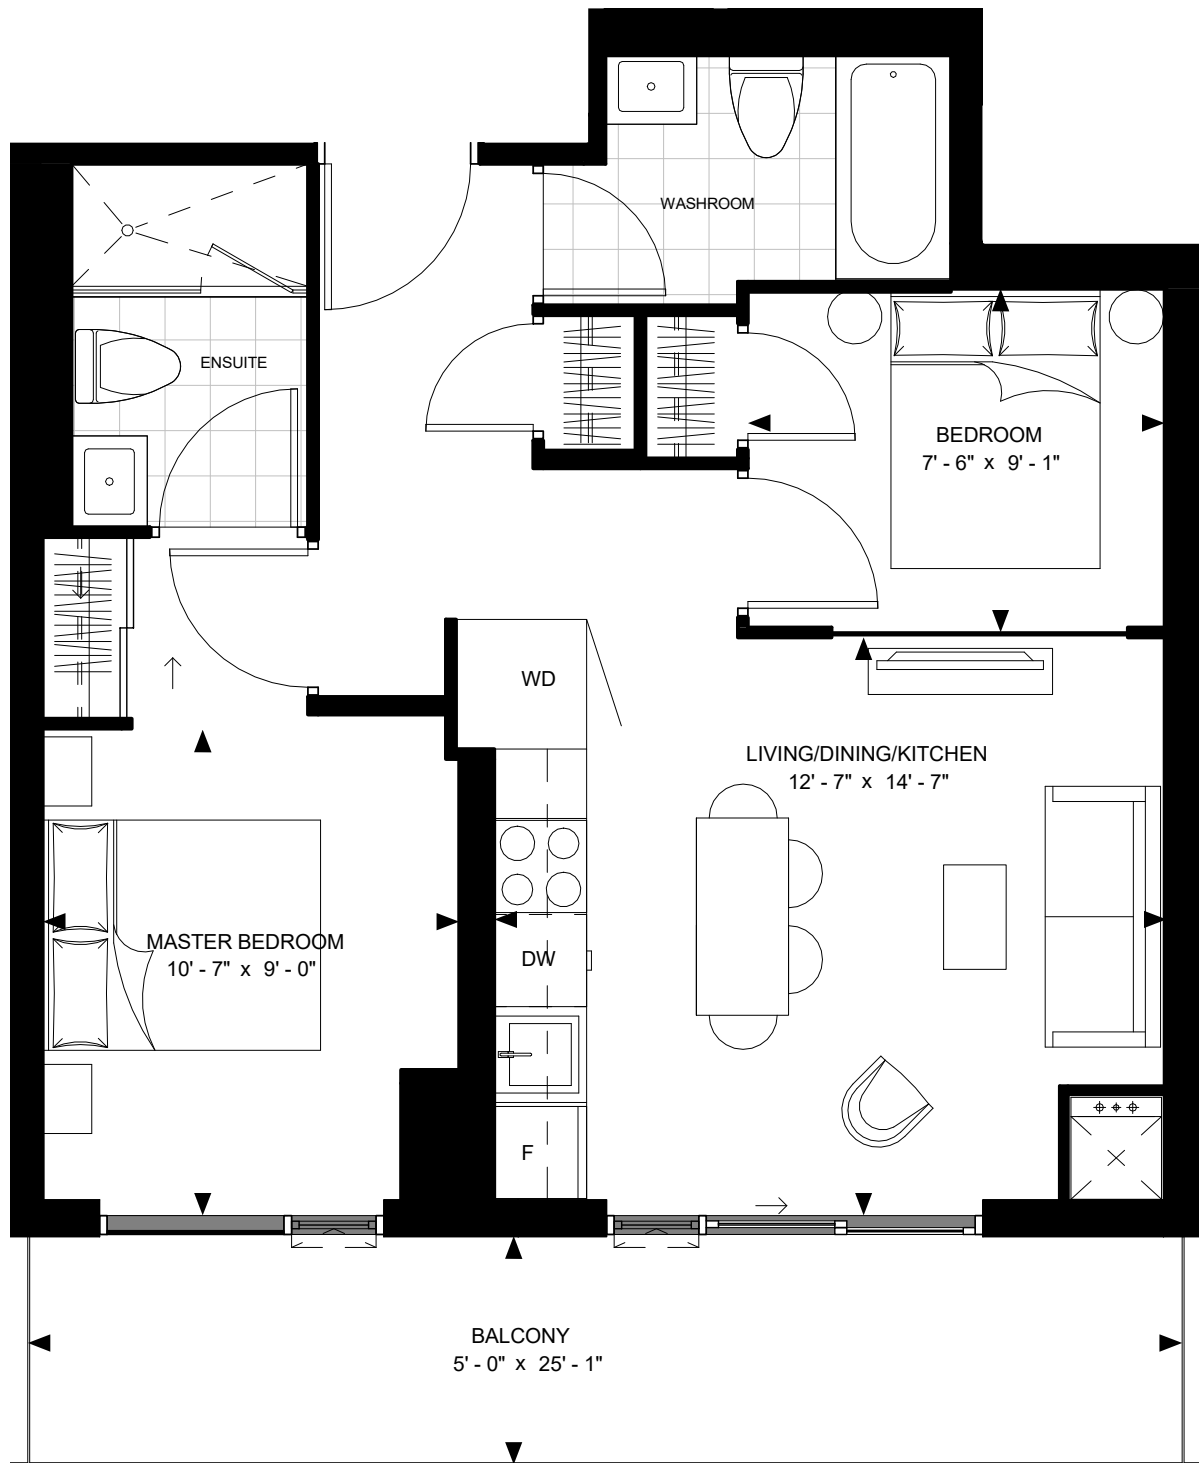 WASHROOM
ENSUITE
BEDROOM
7' - 6" x 9' - 1"
WD
LIVING/DINING/KITCHEN
12' - 7" x 14' - 7"
MASTER BEDROOM
10' - 7" x 9' - 0"
DW
F
BALCONY
5' - 0" x 25' - 1"